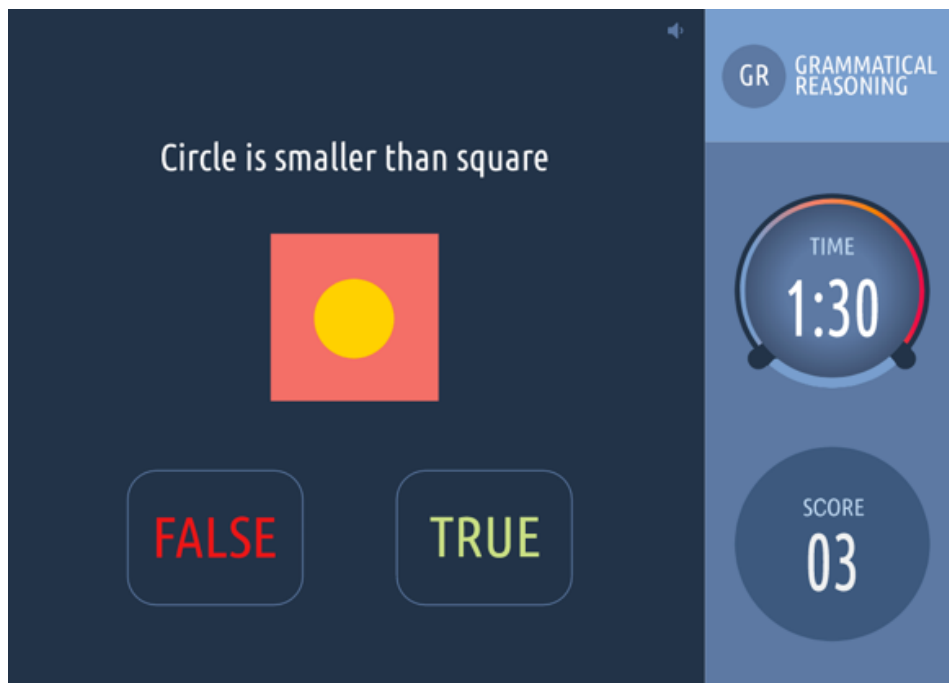 Circle is smaller than square
FALSE
TRUE
GR
GRAMMATICAL
REASONING
TIME
1:30
SCORE
03